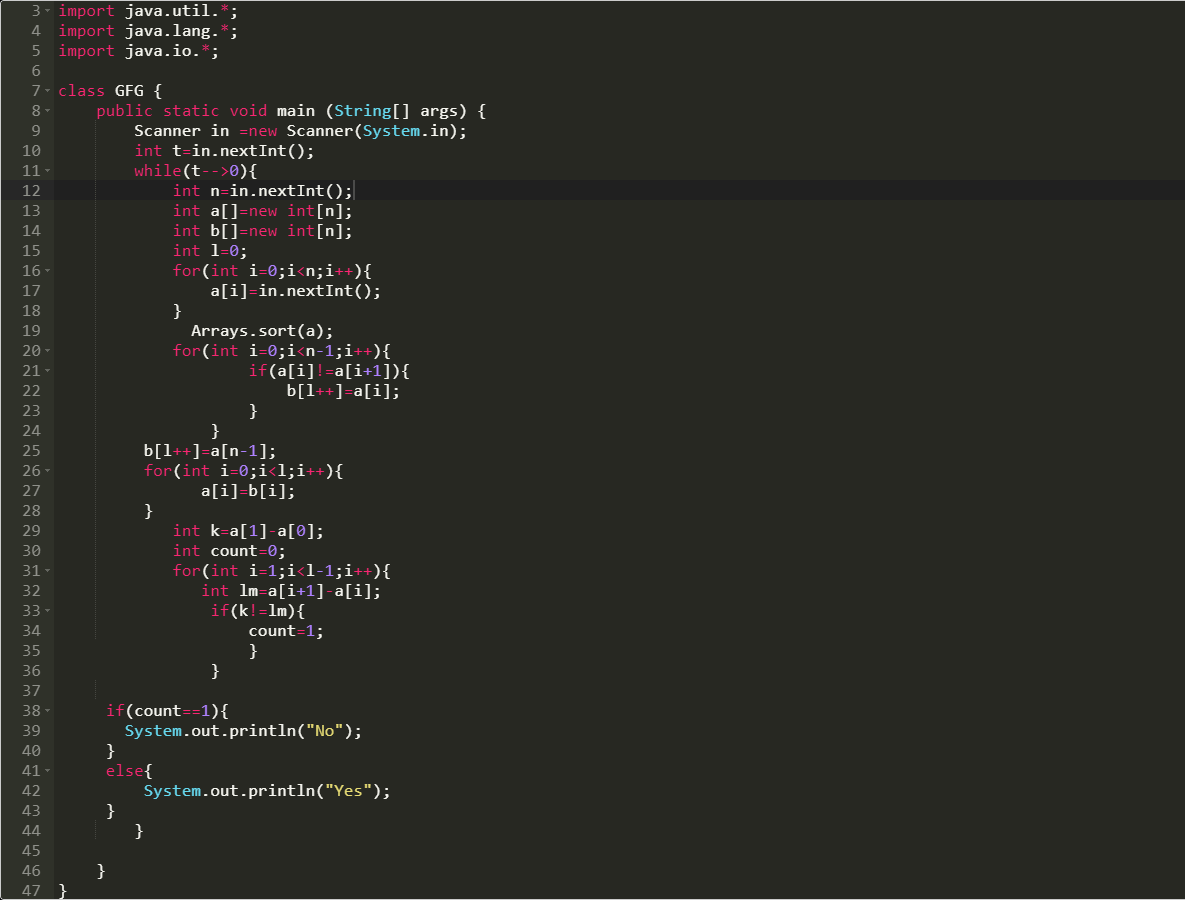 3 import java.util.*;
4 import java.lang.*;
5 import java.io.*;
6
7 class GFG {
8     public static void main (String[] args) {
9         Scanner in =new Scanner(System.in);
10         int t=in.nextInt();
11         while(t-->0){
12             int n=in.nextInt();
13             int a[]=new int[n];
14             int b[]=new int[n];
15             int l=0;
16             for(int i=0;i<n;i++){
17                 a[i]=in.nextInt();
18             }
19               Arrays.sort(a);
20             for(int i=0;i<n-1;i++){
21                     if(a[i]!=a[i+1]){
22                         b[l++]=a[i];
23                     }
24                 }
25          b[l++]=a[n-1];
26          for(int i=0;i<l;i++){
27                a[i]=b[i];
28          }
29             int k=a[1]-a[0];
30             int count=0;
31             for(int i=1;i<l-1;i++){
32                int lm=a[i+1]-a[i];
33                 if(k!=lm){
34                     count=1;
35                     }
36                 }
37
38      if(count==1){
39        System.out.println("No");
40      }
41      else{
42          System.out.println("Yes");
43      }
44         }
45
46     }
47 }